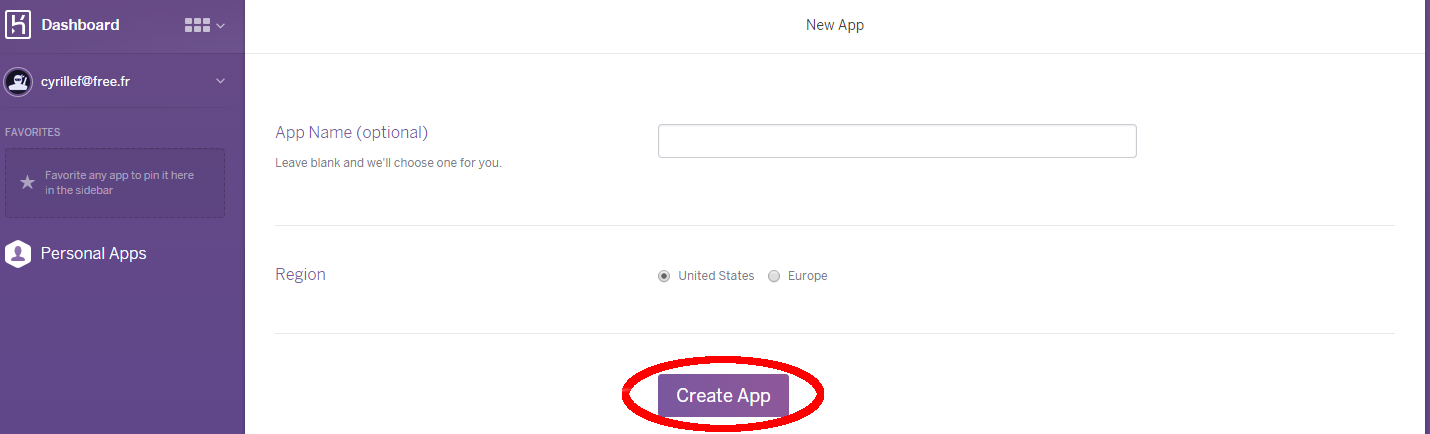 Dashboard
New App
cyrillef@free.fr
FAVORITES
Favorite any app to pin it here
in the sidebar
Personal Apps
App Name (optional)
Leave blank and we'll choose one for you.
Region
United States
Europe
Create App